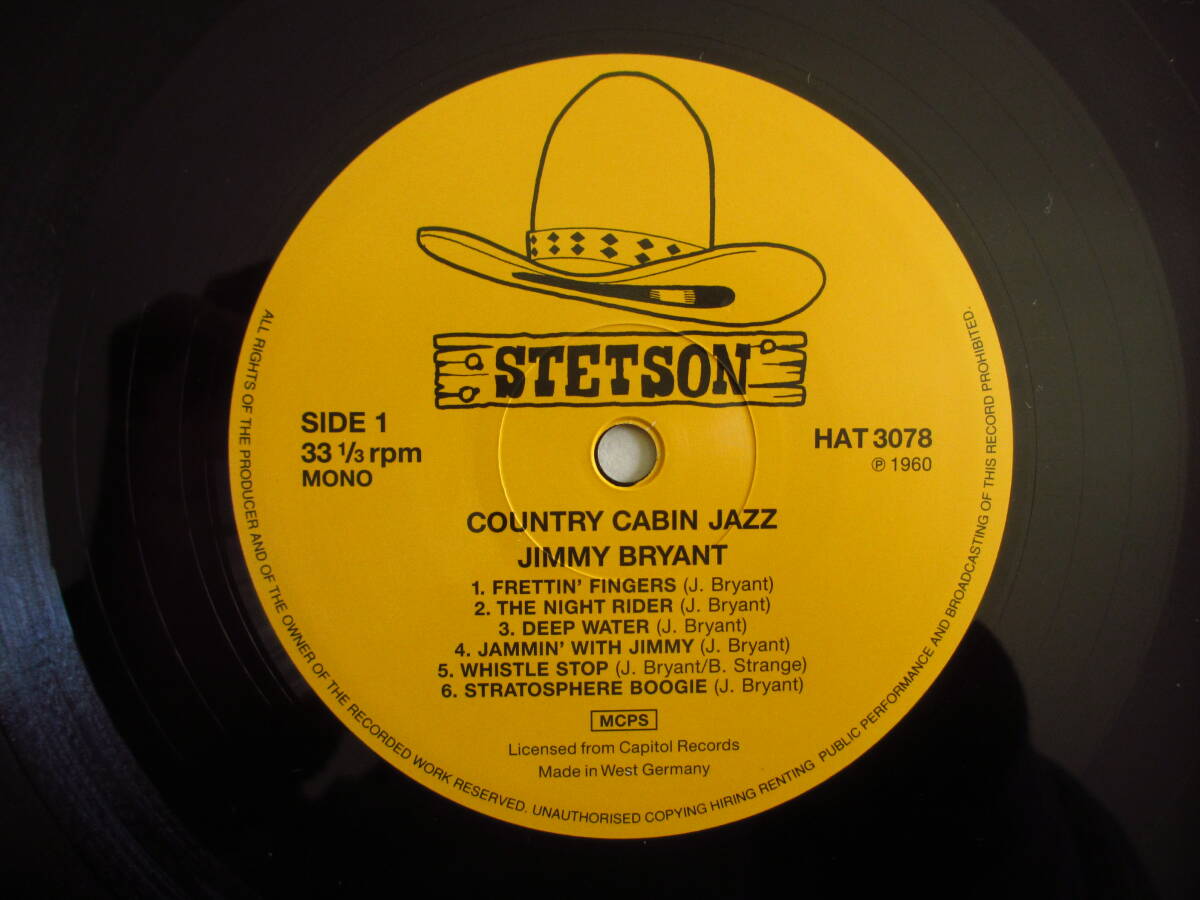 STETSON
SIDE 1
33 1/3 rpm
MONO
HAT 3078
℗ 1960
COUNTRY CABIN JAZZ
JIMMY BRYANT
1. FRETTIN' FINGERS (J. Bryant)
2. THE NIGHT RIDER (J. Bryant)
3. DEEP WATER (J. Bryant)
4. JAMMIN' WITH JIMMY (J. Bryant)
5. WHISTLE STOP (J. Bryant/B. Strange)
6. STRATOSPHERE BOOGIE (J. Bryant)
MCPS
Licensed from Capitol Records
Made in West Germany
ALL RIGHTS OF THE PRODUCER AND OF THE OWNER OF THE RECORDED WORK RESERVED. UNAUTHORISED COPYING HIRING RENTING PUBLIC PERFORMANCE AND BROADCASTING OF THIS RECORD PROHIBITED.